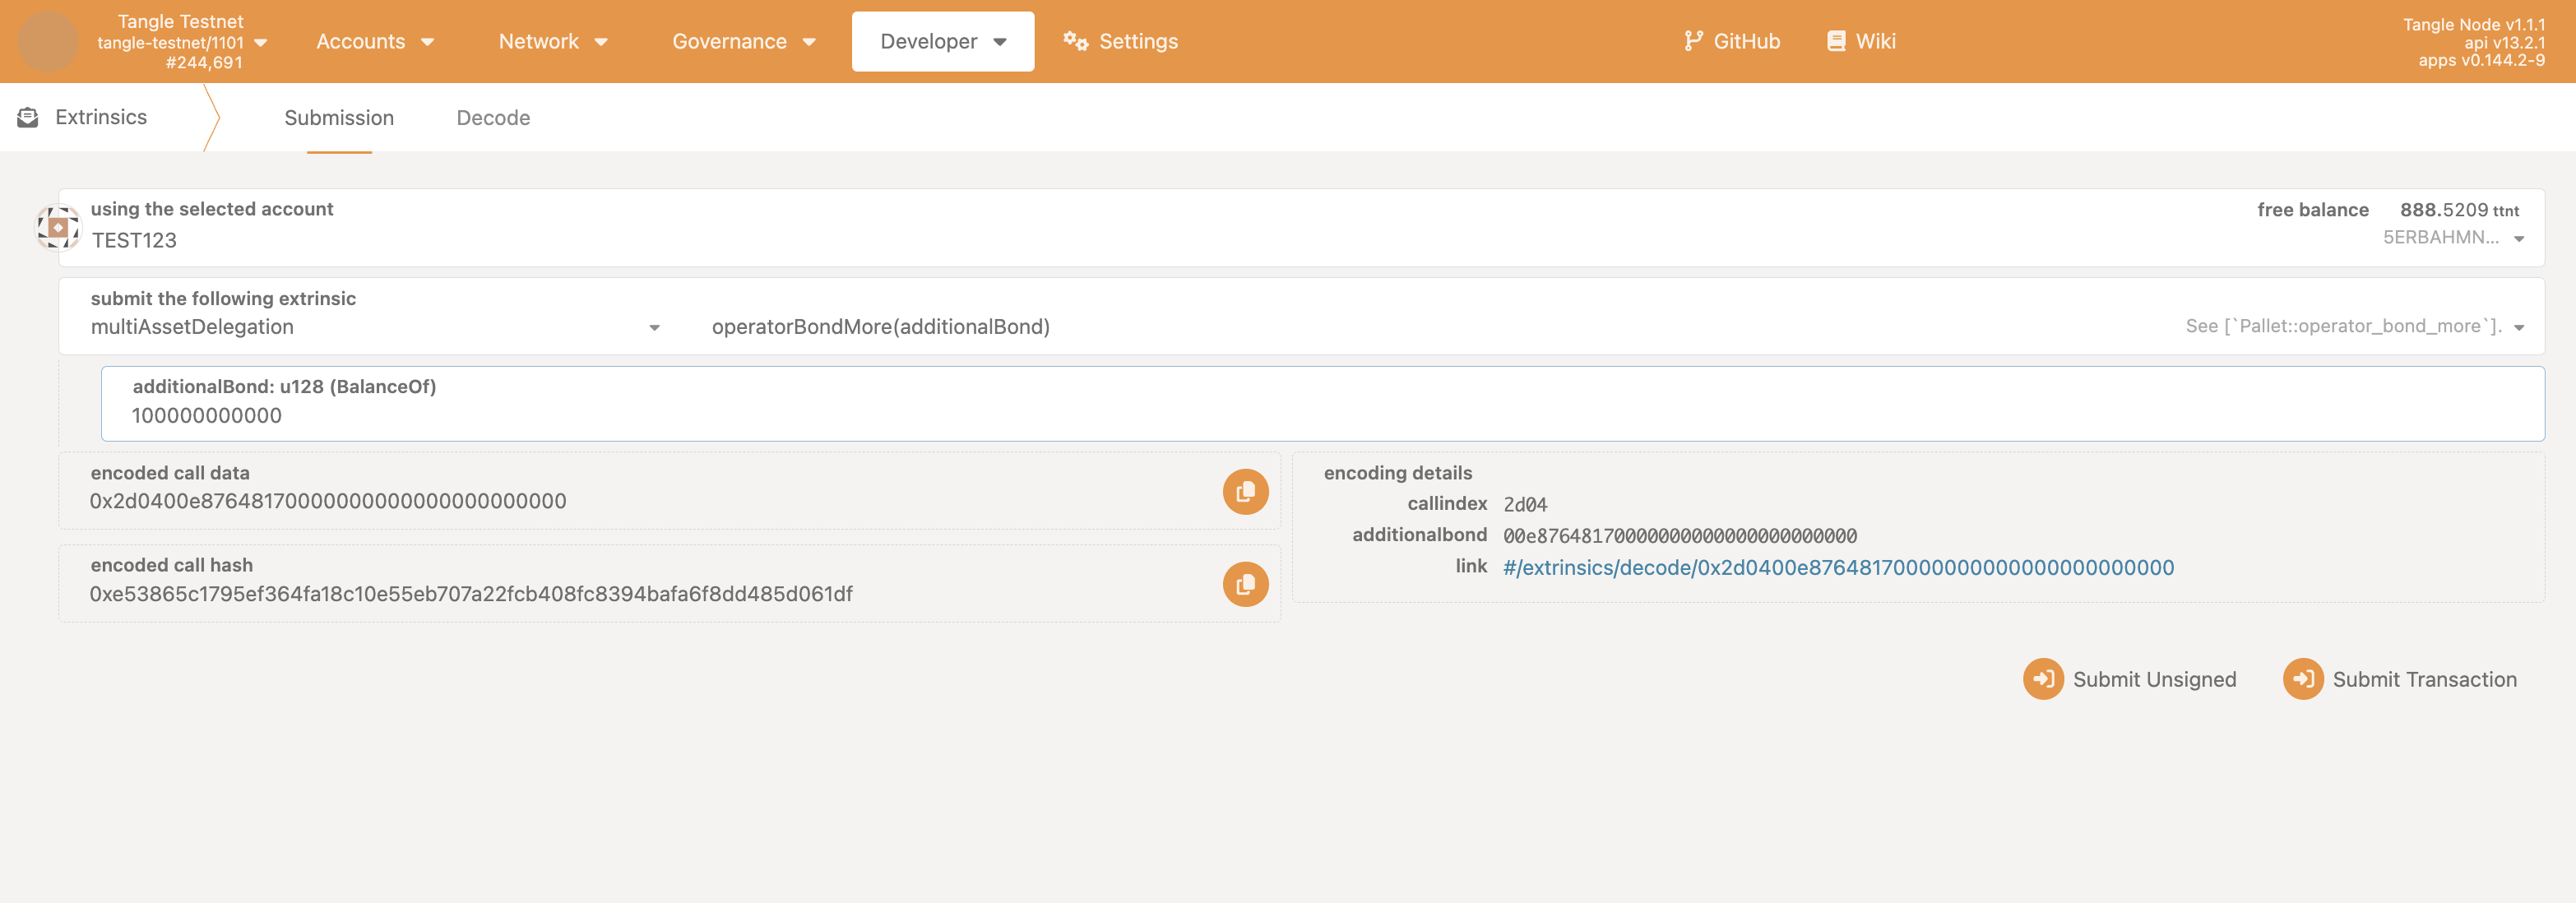 Tangle Testnet
tangle-testnet/1101
#244,691
Accounts
Network
Governance
Developer
Settings
GitHub
Wiki
Tangle Node v1.1.1
api v13.2.1
apps v0.144.2-9
Extrinsics
Submission
Decode
using the selected account
TEST123
free balance 888.5209 ttnt
5ERBAHMN...
submit the following extrinsic
multiAssetDelegation
operatorBondMore(additionalBond)
See [`Pallet::operator_bond_more`].
additionalBond: u128 (BalanceOf)
100000000000
encoded call data
0x2d0400e87648170000000000000000000000
encoded call hash
0xe53865c1795ef364fa18c10e55eb707a22fcb408fc8394bafa6f8dd485d061df
encoding details
callindex 2d04
additionalbond 00e87648170000000000000000000000
link #/extrinsics/decode/0x2d0400e87648170000000000000000000000
Submit Unsigned
Submit Transaction